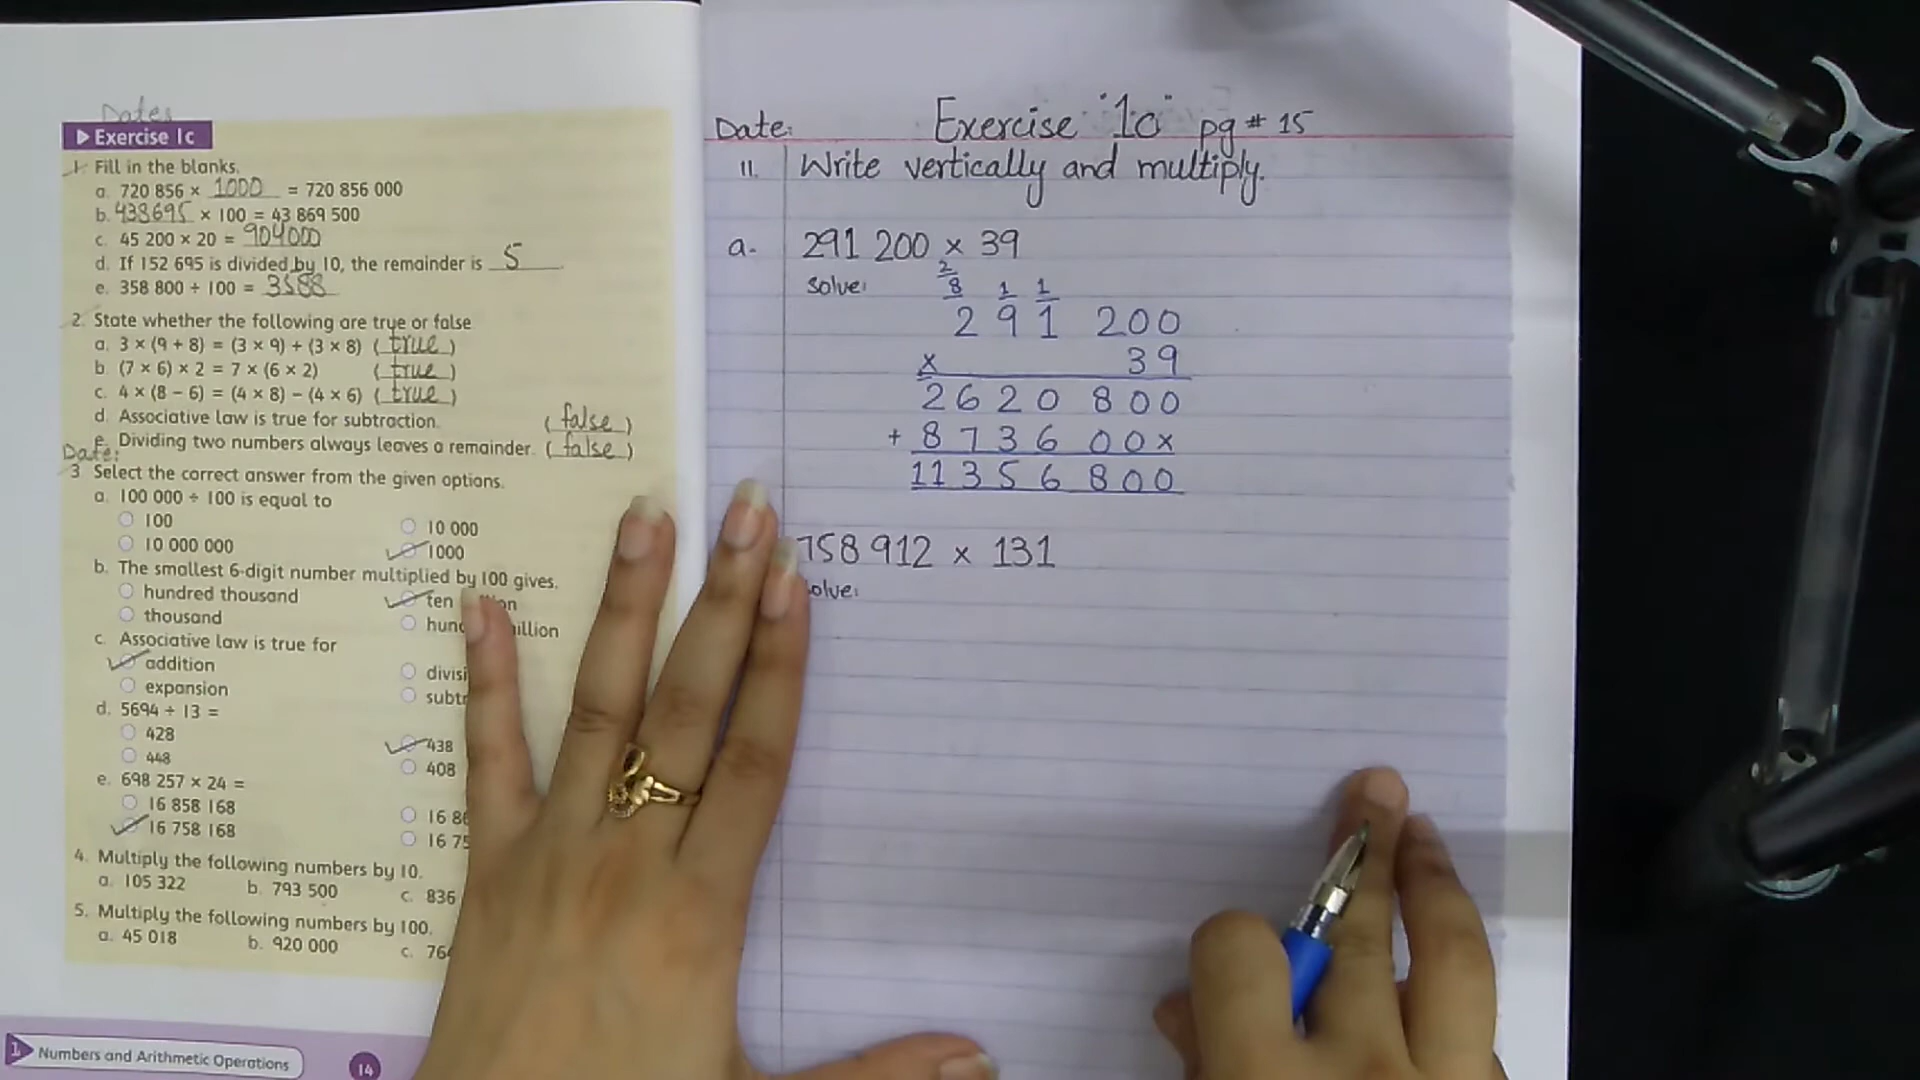 Dates
Exercise 1c
1. Fill in the blanks.
a. 720 856 × 1000 = 720 856 000
b. 438695 × 100 = 43 869 500
c. 45 200 × 20 = 904000
d. If 152 695 is divided by 10, the remainder is 5
e. 358 800 ÷ 100 = 3588
2. State whether the following are true or false
a. 3 × (9 + 8) = (3 × 9) + (3 × 8) (true)
b. (7 × 6) × 2 = 7 × (6 × 2) (true)
c. 4 × (8 − 6) = (4 × 8) − (4 × 6) (true)
d. Associative law is true for subtraction. (false)
e. Dividing two numbers always leaves a remainder. (false)
Date:
3 Select the correct answer from the given options.
a. 100 000 ÷ 100 is equal to
100 10 000
10 000 000 1000
b. The smallest 6-digit number multiplied by 100 gives.
hundred thousand ten
thousand
c. Associative law is true for
addition
expansion
d. 5694 ÷ 13 =
428 438
448 408
e. 698 257 × 24 =
16 858 168
16 758 168
4. Multiply the following numbers by 10.
a. 105 322 b. 793 500 c. 836
5. Multiply the following numbers by 100.
a. 45 018 b. 920 000 c.
1 Numbers and Arithmetic Operations 14
Date: Exercise "1c" pg # 15
11. Write vertically and multiply.
a. 291 200 × 39
Solve:
2
8 1 1
2 9 1 200
× 39
2620 800
+ 8736 00×
11356 800
758 912 × 131
olve: